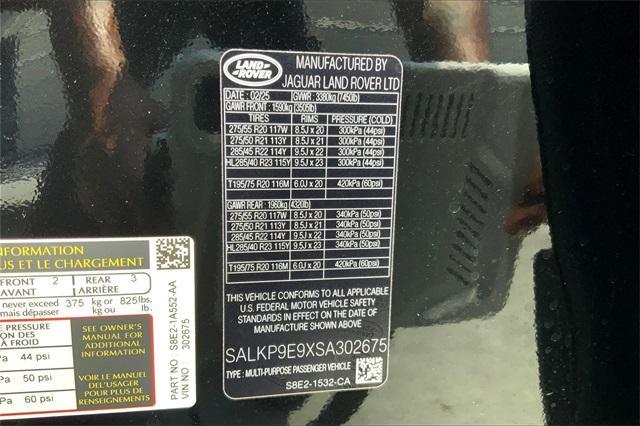 LAND ROVER
MANUFACTURED BY
JAGUAR LAND ROVER LTD
DATE : 02/25 GVWR : 3380kg (7450lb)
GAWR FRONT : 1590kg (3505lb)
TIRES RIMS PRESSURE (COLD)
275/55 R20 117W 8.5J x 20 300kPa (44psi)
275/50 R21 113Y 8.5J x 21 300kPa (44psi)
285/45 R22 114Y 9.5J x 22 300kPa (44psi)
HL285/40 R23 115Y 9.5J x 23 300kPa (44psi)
T195/75 R20 116M 6.0J x 20 420kPa (60psi)
GAWR REAR : 1960kg (4320lb)
275/55 R20 117W 8.5J x 20 340kPa (50psi)
275/50 R21 113Y 8.5J x 21 340kPa (50psi)
285/45 R22 114Y 9.5J x 22 340kPa (50psi)
HL285/40 R23 115Y 9.5J x 23 340kPa (50psi)
T195/75 R20 116M 6.0J x 20 420kPa (60psi)
THIS VEHICLE CONFORMS TO ALL APPLICABLE
U.S. FEDERAL MOTOR VEHICLE SAFETY
STANDARDS IN EFFECT ON THE DATE OF
MANUFACTURE SHOWN ABOVE
SALKP9E9XSA302675
TYPE : MULTI-PURPOSE PASSENGER VEHICLE
S8E2-1532-CA
INFORMATION
US ET LE CHARGEMENT
FRONT 2 REAR 3
AVANT ARRIÈRE
never exceed 375 kg or 825 lbs.
mais dépasser kg ou lb.
PRESSURE
ON DES
À FROID
Pa 44 psi
Pa 50 psi
Pa 60 psi
SEE OWNER'S
MANUAL FOR
ADDITIONAL
INFORMATION
VOIR LE MANUEL
DE L'USAGER
POUR PLUS DE
RENSEIGNEMENTS
PART NO S8E2-1A552-AA
VIN NO 302675